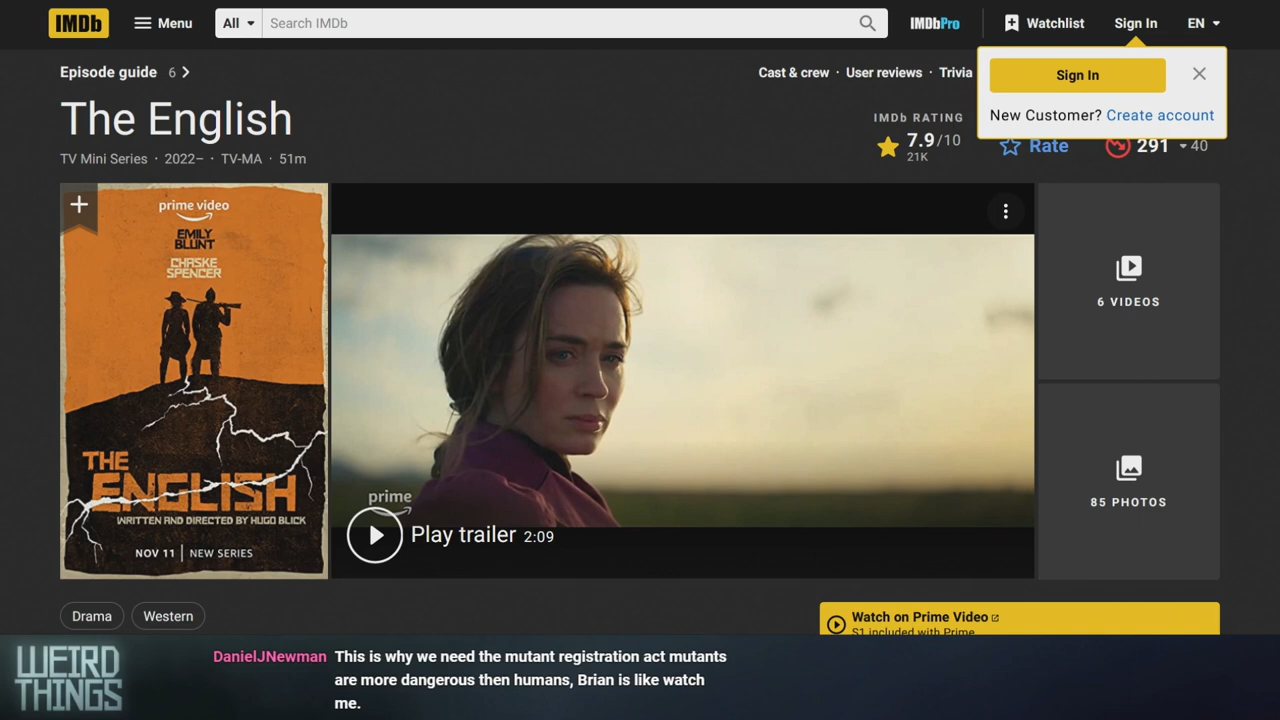 IMDb
Menu
All
Search IMDb
IMDbPro
Watchlist
Sign In
EN
Sign In
New Customer? Create account
Episode guide 6
Cast & crew · User reviews · Trivia
The English
TV Mini Series · 2022– · TV-MA · 51m
IMDb RATING
7.9/10
21K
Rate
291
40
prime video
EMILY
BLUNT
CHASKE
SPENCER
THE
ENGLISH
WRITTEN AND DIRECTED BY HUGO BLICK
NOV 11 | NEW SERIES
prime
Play trailer 2:09
6 VIDEOS
85 PHOTOS
Drama
Western
Watch on Prime Video
S1 included with Prime
WEIRD
THINGS
DanielJNewman This is why we need the mutant registration act mutants
are more dangerous then humans, Brian is like watch
me.